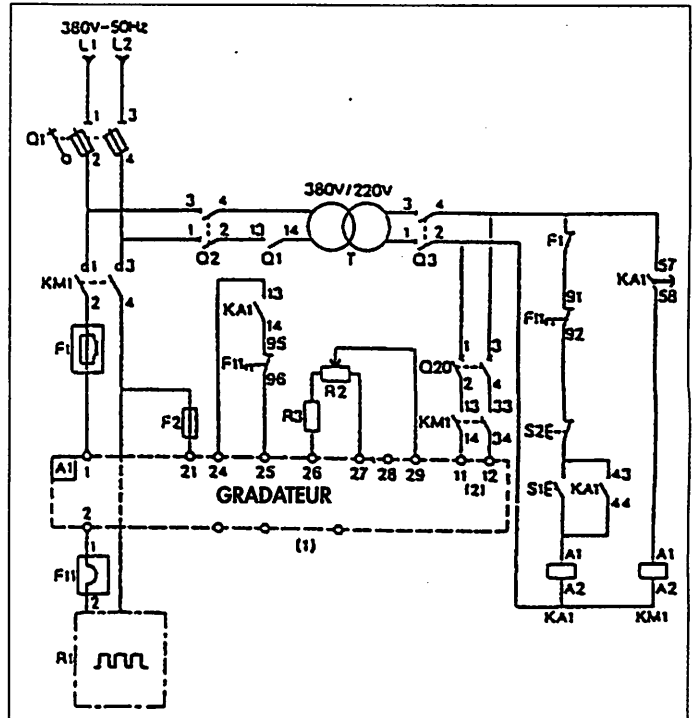 380V-50Hz
L1 L2
1 3
Q1
2 4
380V/220V
3 4 3 4
1 2 13 14 1 2
Q2 Q1 T Q3
F1
57
KA1
58
1 3
KM1
2 4
13
KA1
14
91
F11
92
F1
95
F11
96
1 3
Q20
2 4
R2
R3
F2
13 33
KM1
14 34
S2E
43
S1E KA1
44
A1 1 21 24 25 26 27 28 29 11 12
GRADATEUR
(2)
2
(1)
1
F11
2
A1 A1
A2 A2
KA1 KM1
R1